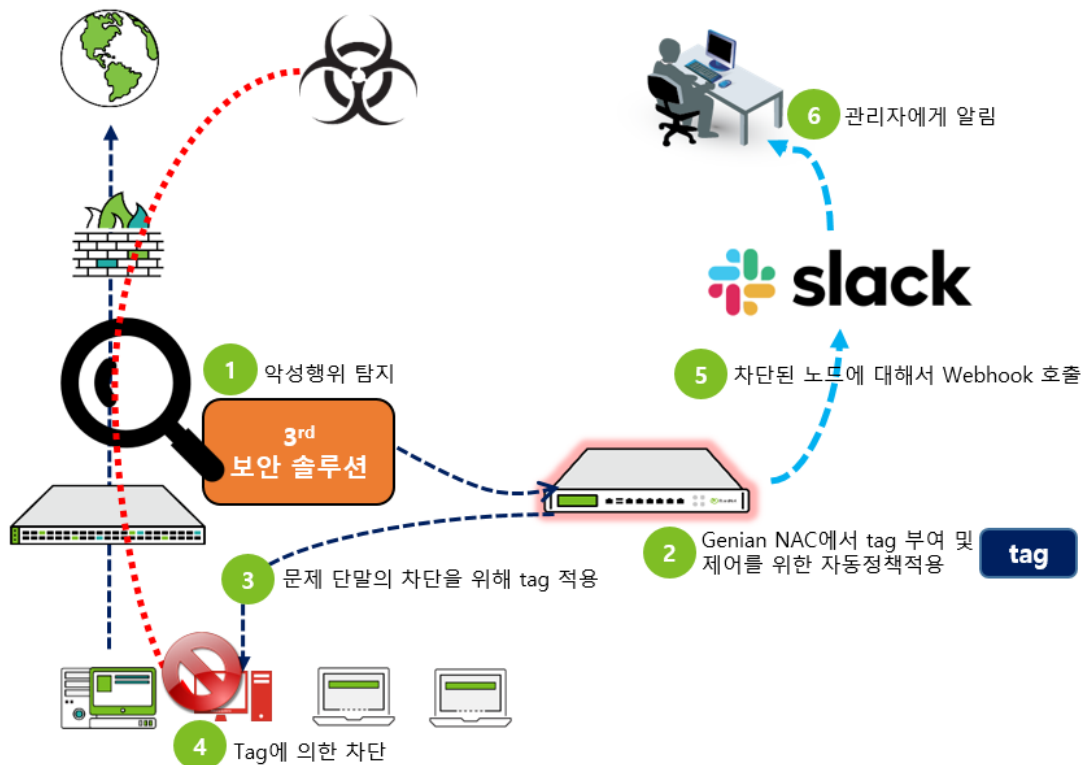 6 관리자에게 알림
slack
1 악성행위 탐지
5 차단된 노드에 대해서 Webhook 호출
3rd
보안 솔루션
2 Genian NAC에서 tag 부여 및
제어를 위한 자동정책적용
tag
3 문제 단말의 차단을 위해 tag 적용
4 Tag에 의한 차단